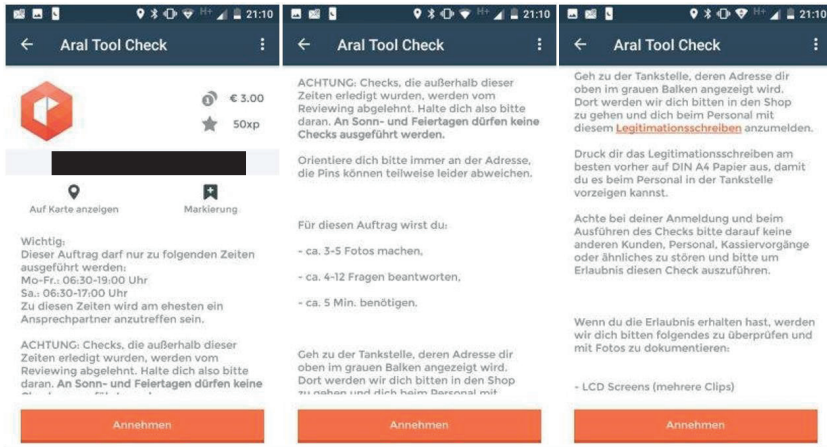 H+ 21:10
Aral Tool Check
€ 3.00
50xp
Auf Karte anzeigen
Markierung
Wichtig:
Dieser Auftrag darf nur zu folgenden Zeiten
ausgeführt werden:
Mo-Fr.: 06:30-19:00 Uhr
Sa.: 06:30-17:00 Uhr
Zu diesen Zeiten wird am ehesten ein
Ansprechpartner anzutreffen sein.
ACHTUNG: Checks, die außerhalb dieser
Zeiten erledigt wurden, werden vom
Reviewing abgelehnt. Halte dich also bitte
daran. An Sonn- und Feiertagen dürfen keine
Annehmen
H+ 21:10
Aral Tool Check
ACHTUNG: Checks, die außerhalb dieser
Zeiten erledigt wurden, werden vom
Reviewing abgelehnt. Halte dich also bitte
daran. An Sonn- und Feiertagen dürfen keine
Checks ausgeführt werden.
Orientiere dich bitte immer an der Adresse,
die Pins können teilweise leider abweichen.
Für diesen Auftrag wirst du:
- ca. 3-5 Fotos machen,
- ca. 4-12 Fragen beantworten,
- ca. 5 Min. benötigen.
Geh zu der Tankstelle, deren Adresse dir
oben im grauen Balken angezeigt wird.
Dort werden wir dich bitten in den Shop
zu gehen und dich beim Personal mit
Annehmen
H+ 21:10
Aral Tool Check
Geh zu der Tankstelle, deren Adresse dir
oben im grauen Balken angezeigt wird.
Dort werden wir dich bitten in den Shop
zu gehen und dich beim Personal mit
diesem Legitimationsschreiben anzumelden.
Druck dir das Legitimationsschreiben am
besten vorher auf DIN A4 Papier aus, damit
du es beim Personal in der Tankstelle
vorzeigen kannst.
Achte bei deiner Anmeldung und beim
Ausführen des Checks bitte darauf keine
anderen Kunden, Personal, Kassiervorgänge
oder ähnliches zu stören und bitte um
Erlaubnis diesen Check auszuführen.
Wenn du die Erlaubnis erhalten hast, werden
wir dich bitten folgendes zu überprüfen und
mit Fotos zu dokumentieren:
- LCD Screens (mehrere Clips)
Annehmen